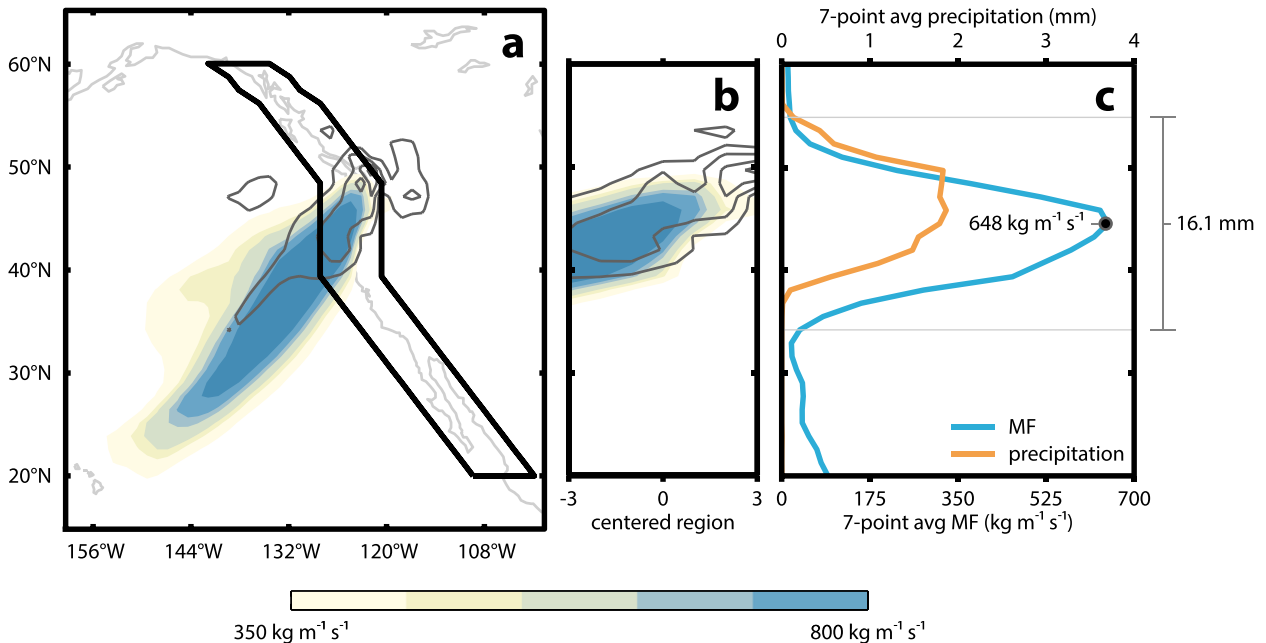 7-point avg precipitation (mm)
0 1 2 3 4
a
b
c
60°N
50°N
40°N
30°N
20°N
648 kg m⁻¹ s⁻¹
16.1 mm
MF
precipitation
156°W 144°W 132°W 120°W 108°W
-3 0 3
centered region
0 175 350 525 700
7-point avg MF (kg m⁻¹ s⁻¹)
350 kg m⁻¹ s⁻¹ 800 kg m⁻¹ s⁻¹